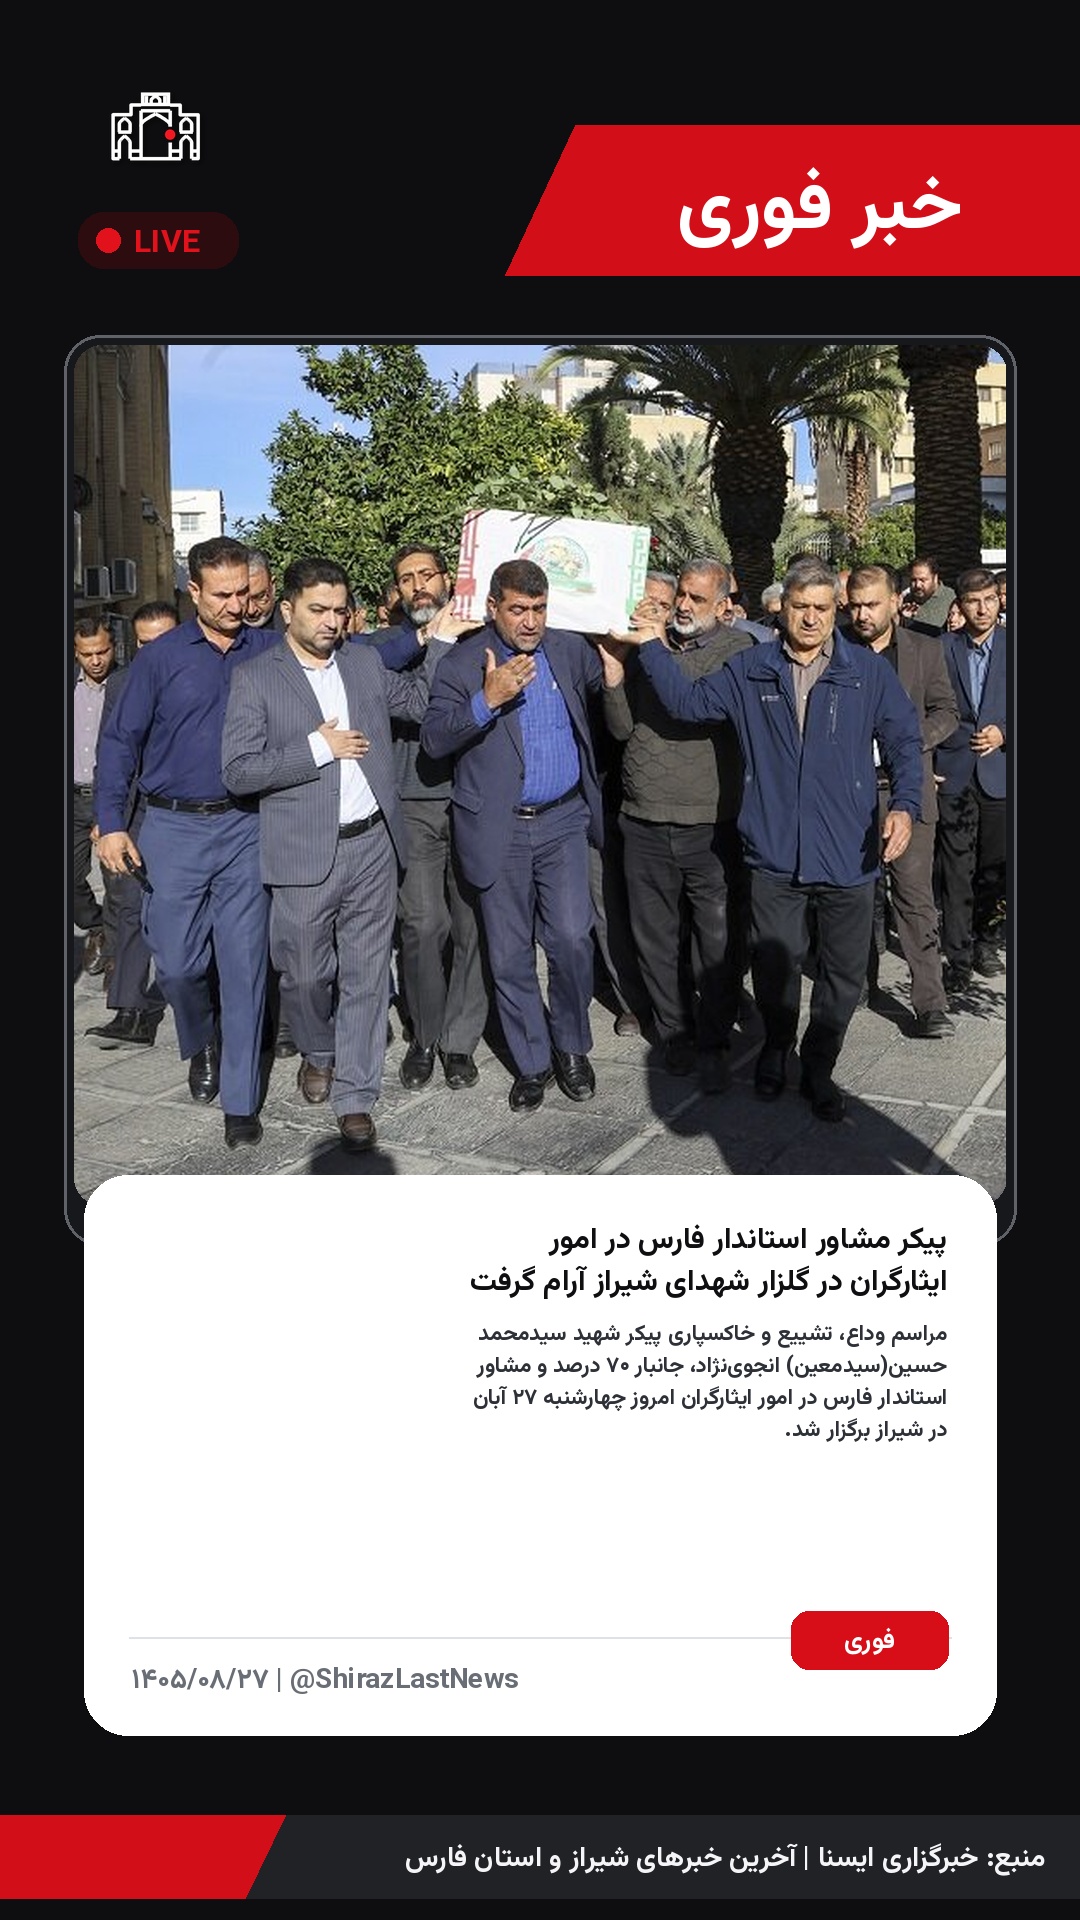 خبر فوری
LIVE
پیکر مشاور استاندار فارس در امور
ایثارگران در گلزار شهدای شیراز آرام گرفت
مراسم وداع، تشییع و خاکسپاری پیکر شهید سیدمحمد
حسین(سیدمعین) انجوی‌نژاد، جانبار ۷۰ درصد و مشاور
استاندار فارس در امور ایثارگران امروز چهارشنبه ۲۷ آبان
در شیراز برگزار شد.
فوری
۱۴۰۵/۰۸/۲۷ | @ShirazLastNews
منبع: خبرگزاری ایسنا | آخرین خبرهای شیراز و استان فارس